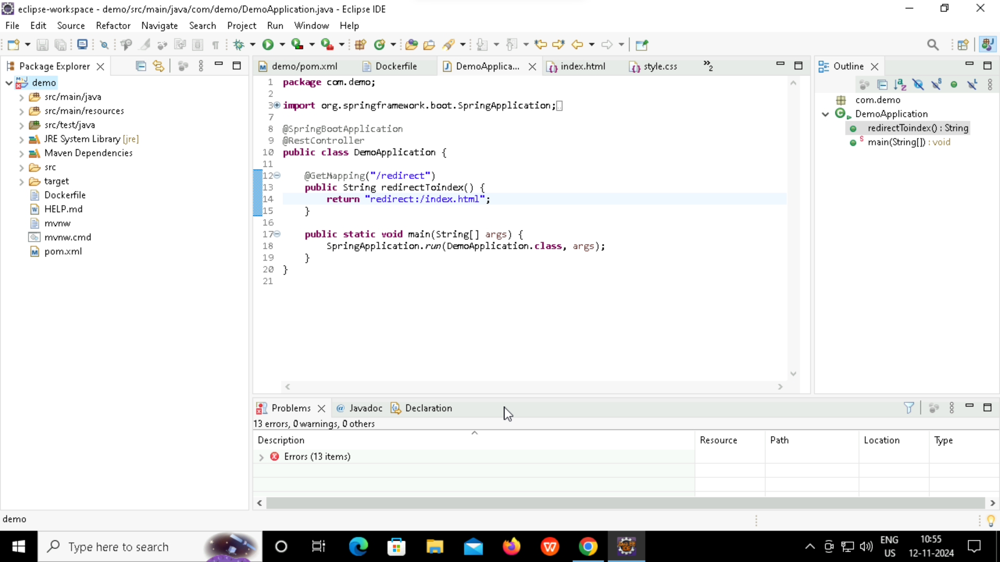 eclipse-workspace - demo/src/main/java/com/demo/DemoApplication.java - Eclipse IDE
File Edit Source Refactor Navigate Search Project Run Window Help
Package Explorer
demo
src/main/java
src/main/resources
src/test/java
JRE System Library [jre]
Maven Dependencies
src
target
Dockerfile
HELP.md
mvnw
mvnw.cmd
pom.xml
demo/pom.xml Dockerfile DemoApplica... index.html style.css »2
1 package com.demo;
2
3 import org.springframework.boot.SpringApplication;
7
8 @SpringBootApplication
9 @RestController
10 public class DemoApplication {
11
12 @GetMapping("/redirect")
13 public String redirectToindex() {
14 return "redirect:/index.html";
15 }
16
17 public static void main(String[] args) {
18 SpringApplication.run(DemoApplication.class, args);
19 }
20 }
21
Outline
com.demo
DemoApplication
redirectToindex() : String
main(String[]) : void
Problems @ Javadoc Declaration
13 errors, 0 warnings, 0 others
Description Resource Path Location Type
Errors (13 items)
demo
Type here to search
ENG
US
10:55
12-11-2024